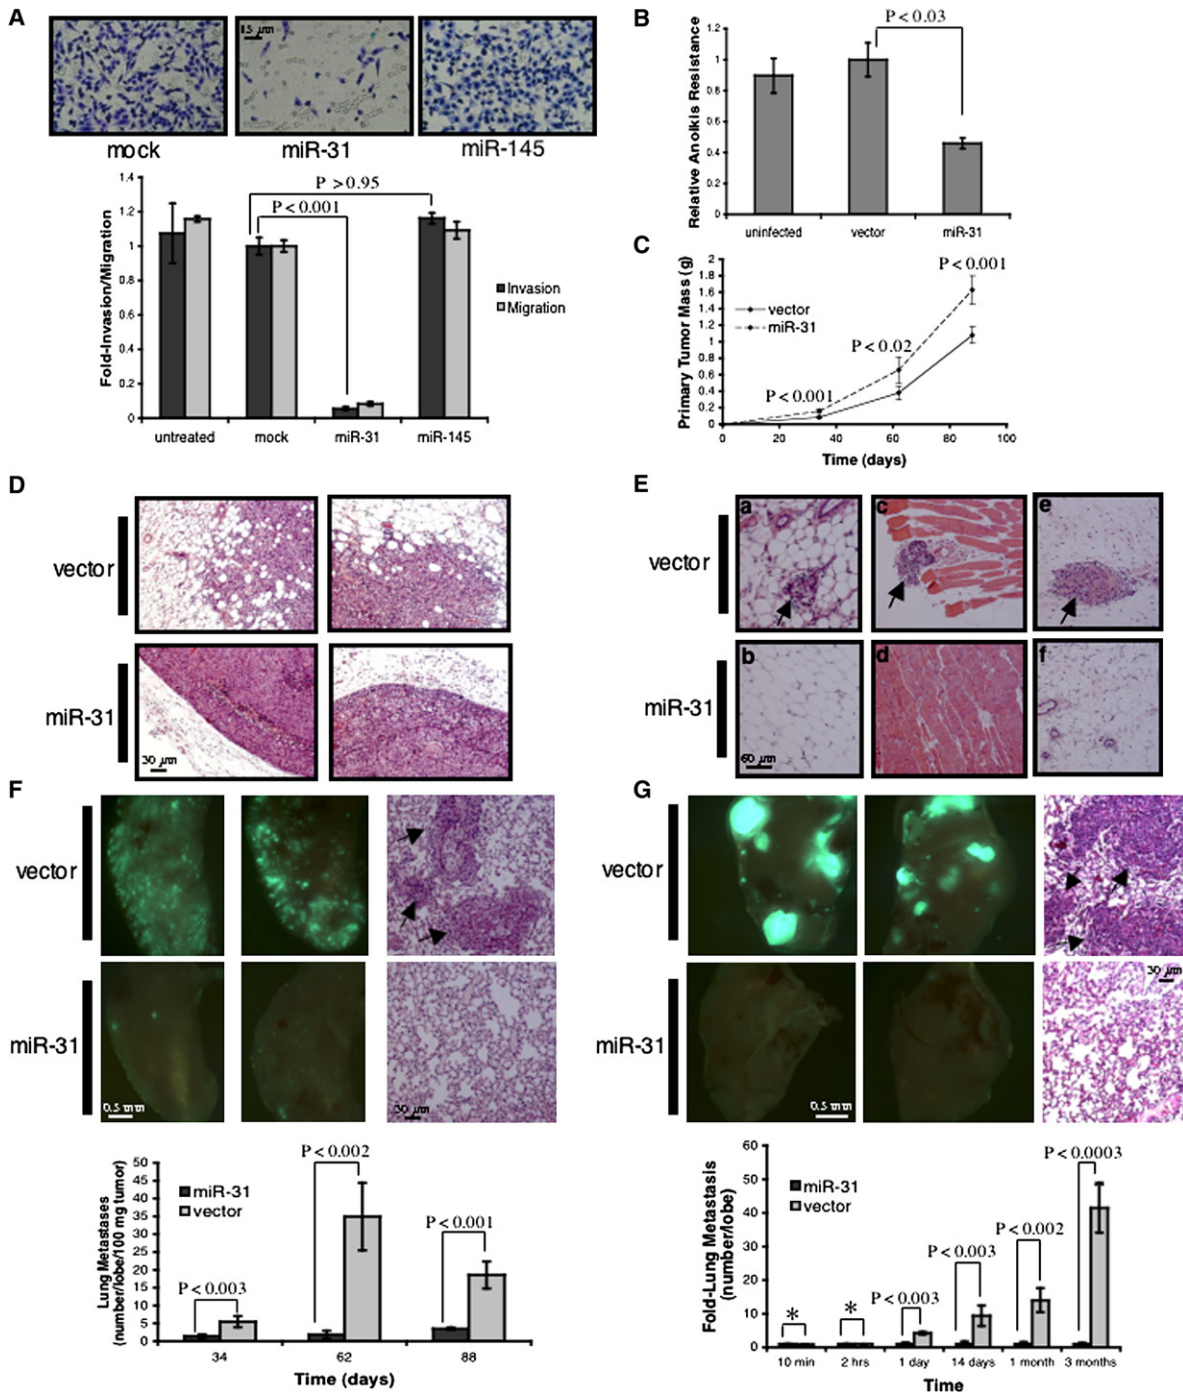 A
15 µm
mock
miR-31
miR-145
1.4
1.2
1
0.8
0.6
0.4
0.2
0
Fold-Invasion/Migration
P >0.95
P<0.001
Invasion
Migration
untreated
mock
miR-31
miR-145
B
P<0.03
Relative Anoikis Resistance
1.2
1
0.8
0.6
0.4
0.2
0
uninfected
vector
miR-31
C
Primary Tumor Mass (g)
2
1.8
1.6
1.4
1.2
1
0.8
0.6
0.4
0.2
0
vector
miR-31
P<0.001
P<0.02
P<0.001
0
20
40
60
80
100
Time (days)
D
vector
miR-31
30 µm
E
vector
miR-31
a
c
e
b
d
f
60 µm
F
vector
miR-31
0.5 mm
30 µm
Lung Metastases
(number/lobe/100 mg tumor)
50
45
40
35
30
25
20
15
10
5
0
miR-31
vector
P<0.003
P<0.002
P<0.001
34
62
88
Time (days)
G
vector
miR-31
0.5 mm
30 µm
Fold-Lung Metastasis
(number/lobe)
60
50
40
30
20
10
0
miR-31
vector
*
*
P<0.003
P<0.003
P<0.002
P<0.0003
10 min
2 hrs
1 day
14 days
1 month
3 months
Time